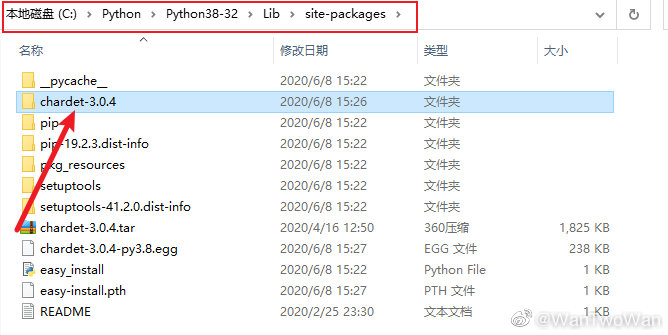 本地磁盘 (C:) > Python > Python38-32 > Lib > site-packages >
名称 修改日期 类型 大小
__pycache__ 2020/6/8 15:22 文件夹
chardet-3.0.4 2020/6/8 15:26 文件夹
pip 2020/6/8 15:22 文件夹
pip-19.2.3.dist-info 2020/6/8 15:22 文件夹
pkg_resources 2020/6/8 15:22 文件夹
setuptools 2020/6/8 15:22 文件夹
setuptools-41.2.0.dist-info 2020/6/8 15:22 文件夹
chardet-3.0.4.tar 2020/4/16 12:50 360压缩 1,825 KB
chardet-3.0.4-py3.8.egg 2020/6/8 15:27 EGG 文件 238 KB
easy_install 2020/6/8 15:22 Python File 1 KB
easy-install.pth 2020/6/8 15:27 PTH 文件 1 KB
README 2020/2/25 23:30 文本文档 1 KB
@WanTwoWan